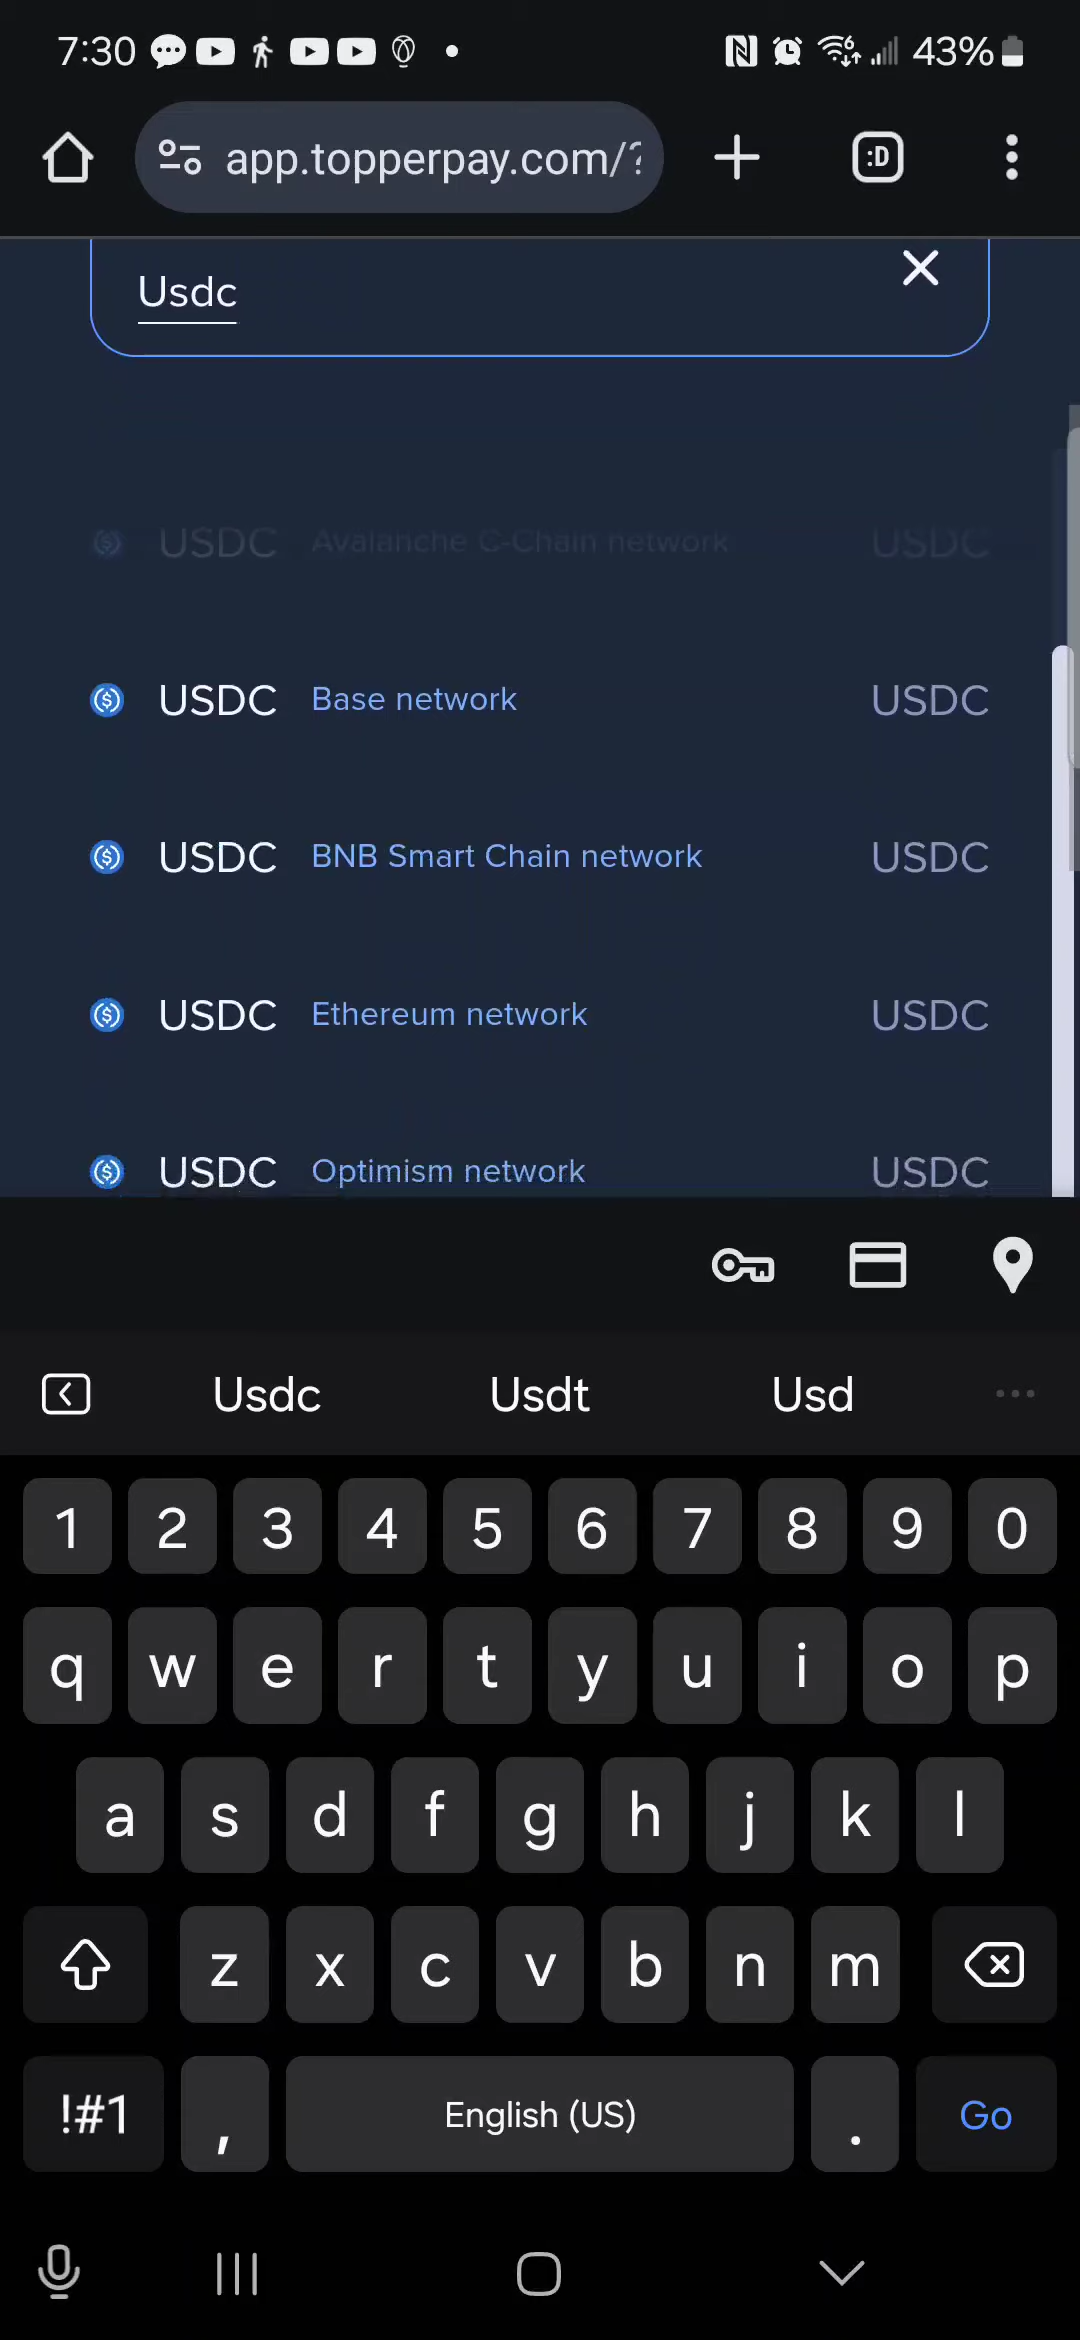 7:30 43%
app.topperpay.com/?
:D
Usdc
USDC Avalanche C-Chain network USDC
USDC Base network USDC
USDC BNB Smart Chain network USDC
USDC Ethereum network USDC
USDC Optimism network USDC
Usdc Usdt Usd
1 2 3 4 5 6 7 8 9 0
q w e r t y u i o p
a s d f g h j k l
z x c v b n m
!#1 , English (US) . Go